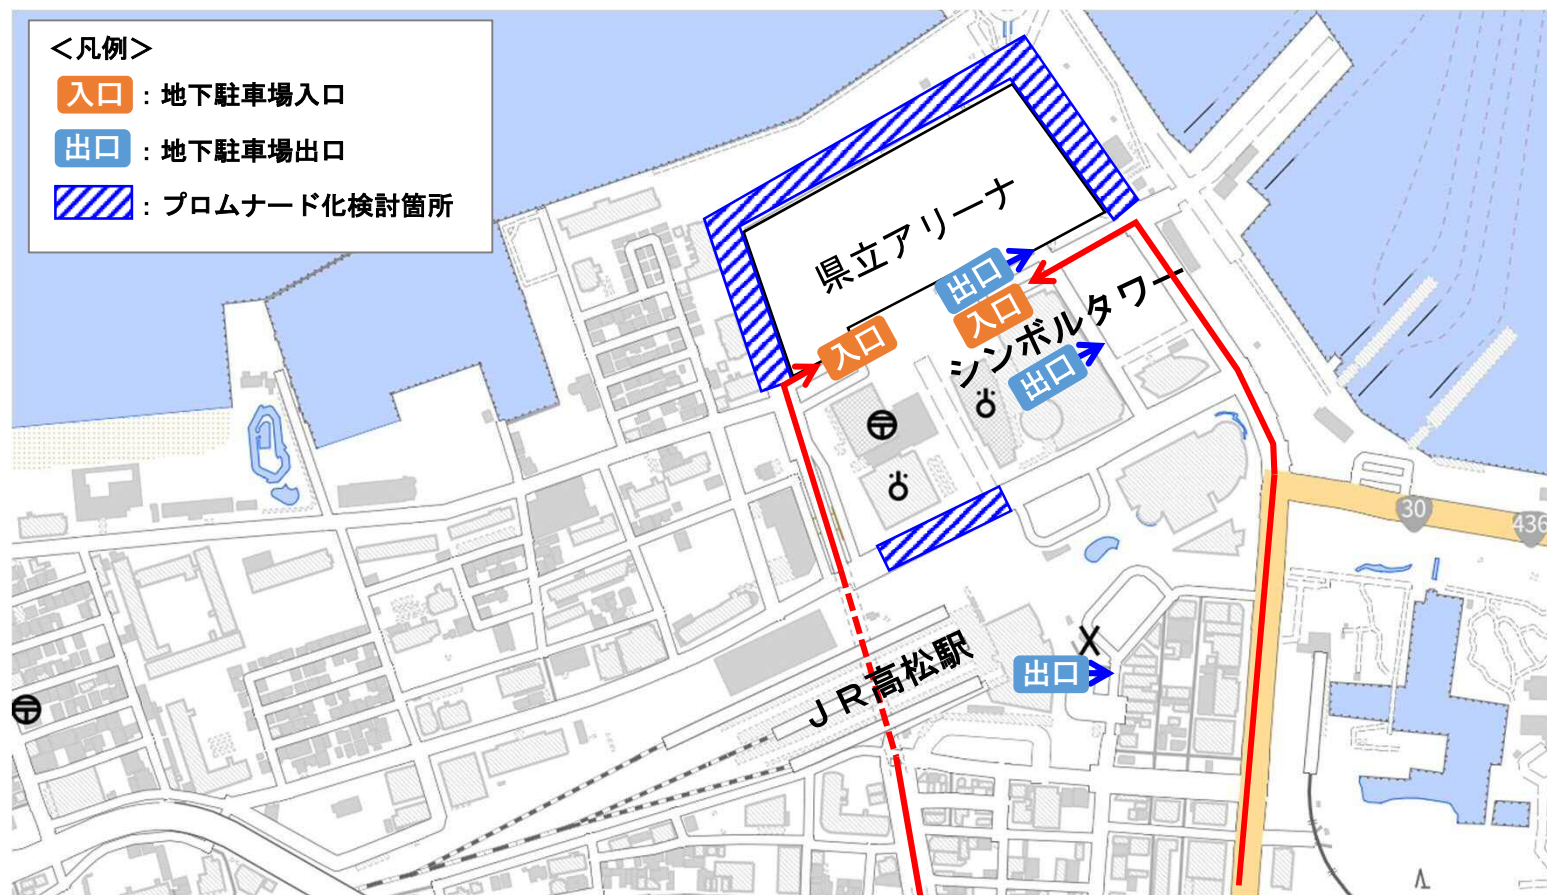 ＜凡例＞
入口：地下駐車場入口
出口：地下駐車場出口
：プロムナード化検討箇所
県立アリーナ
出口
入口
入口
シンボルタワー
出口
30
436
ＪＲ高松駅
出口